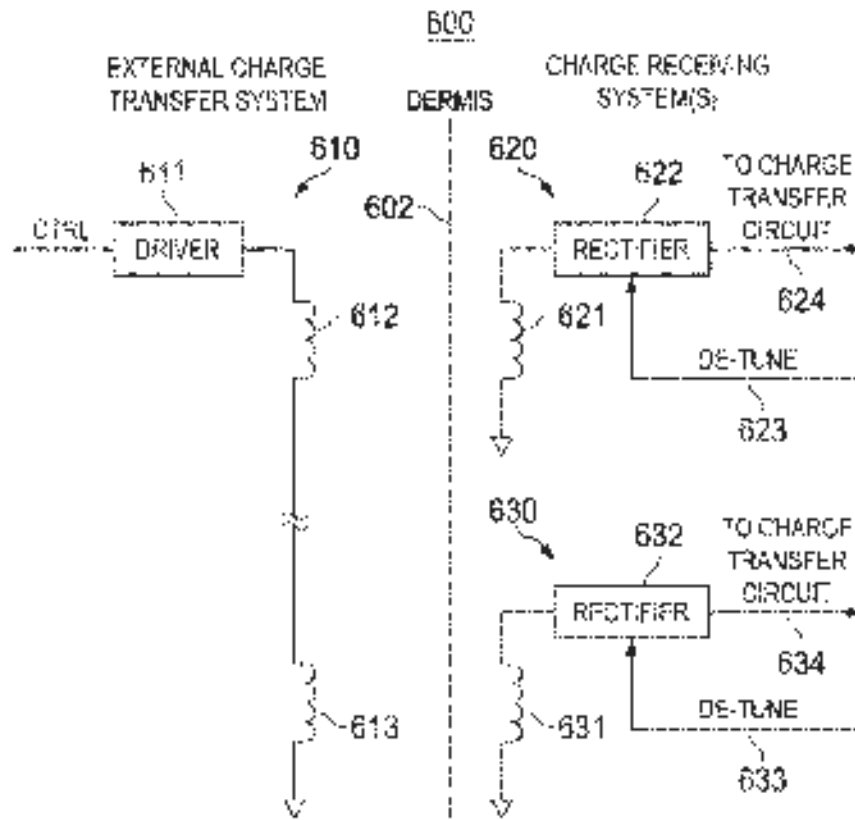 600
EXTERNAL CHARGE
TRANSFER SYSTEM
DERMIS
CHARGE RECEIVING
SYSTEM(S)
610
611
CTRL
DRIVER
602
620
622
RECTIFIER
TO CHARGE
TRANSFER
CIRCUIT
624
612
621
DE-TUNE
623
630
632
RECTIFIER
TO CHARGE
TRANSFER
CIRCUIT
634
613
631
DE-TUNE
633